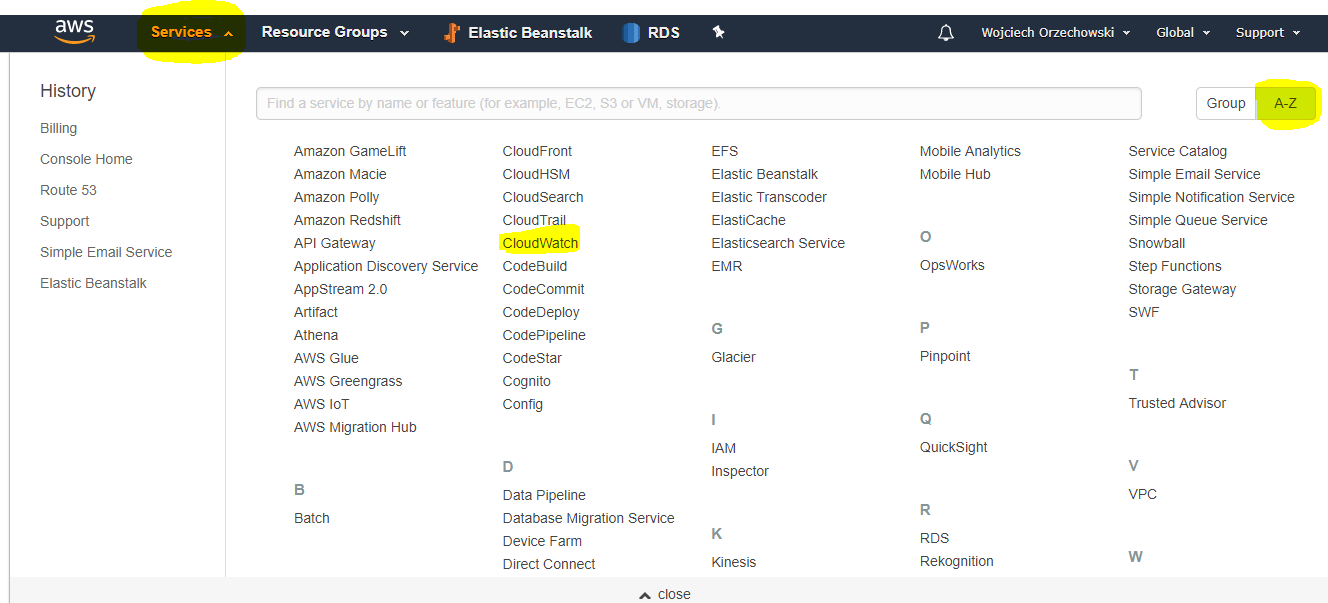 aws
Services
Resource Groups
Elastic Beanstalk
RDS
Wojciech Orzechowski
Global
Support
History
Billing
Console Home
Route 53
Support
Simple Email Service
Elastic Beanstalk
Find a service by name or feature (for example, EC2, S3 or VM, storage).
Group
A-Z
Amazon GameLift
Amazon Macie
Amazon Polly
Amazon Redshift
API Gateway
Application Discovery Service
AppStream 2.0
Artifact
Athena
AWS Glue
AWS Greengrass
AWS IoT
AWS Migration Hub
B
Batch
CloudFront
CloudHSM
CloudSearch
CloudTrail
CloudWatch
CodeBuild
CodeCommit
CodeDeploy
CodePipeline
CodeStar
Cognito
Config
D
Data Pipeline
Database Migration Service
Device Farm
Direct Connect
EFS
Elastic Beanstalk
Elastic Transcoder
ElastiCache
Elasticsearch Service
EMR
G
Glacier
I
IAM
Inspector
K
Kinesis
Mobile Analytics
Mobile Hub
O
OpsWorks
P
Pinpoint
Q
QuickSight
R
RDS
Rekognition
Service Catalog
Simple Email Service
Simple Notification Service
Simple Queue Service
Snowball
Step Functions
Storage Gateway
SWF
T
Trusted Advisor
V
VPC
W
close